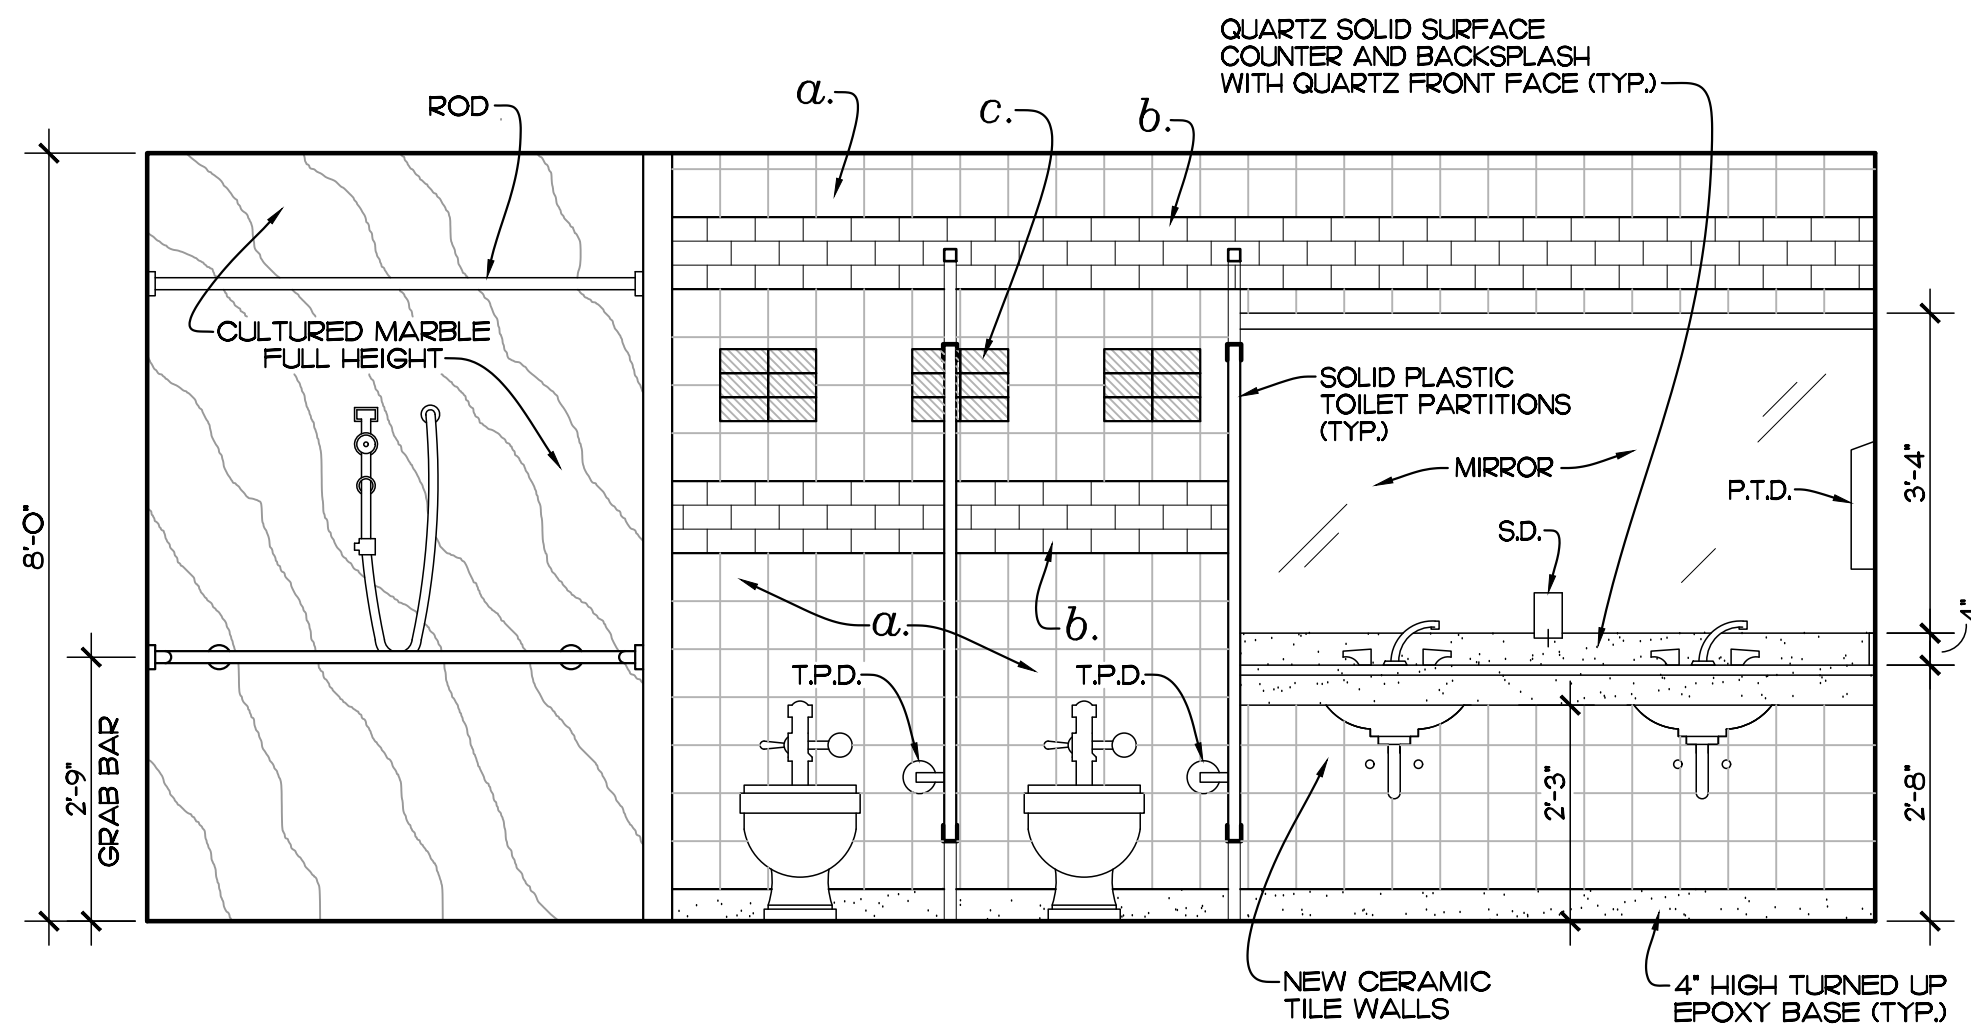 QUARTZ SOLID SURFACE
COUNTER AND BACKSPLASH
WITH QUARTZ FRONT FACE (TYP.)
ROD
a.
c.
b.
CULTURED MARBLE
FULL HEIGHT
SOLID PLASTIC
TOILET PARTITIONS
(TYP.)
MIRROR
P.T.D.
S.D.
8'-0"
3'-4"
4"
a.
b.
T.P.D.
T.P.D.
2'-9"
GRAB BAR
2'-3"
2'-8"
NEW CERAMIC
TILE WALLS
4" HIGH TURNED UP
EPOXY BASE (TYP.)